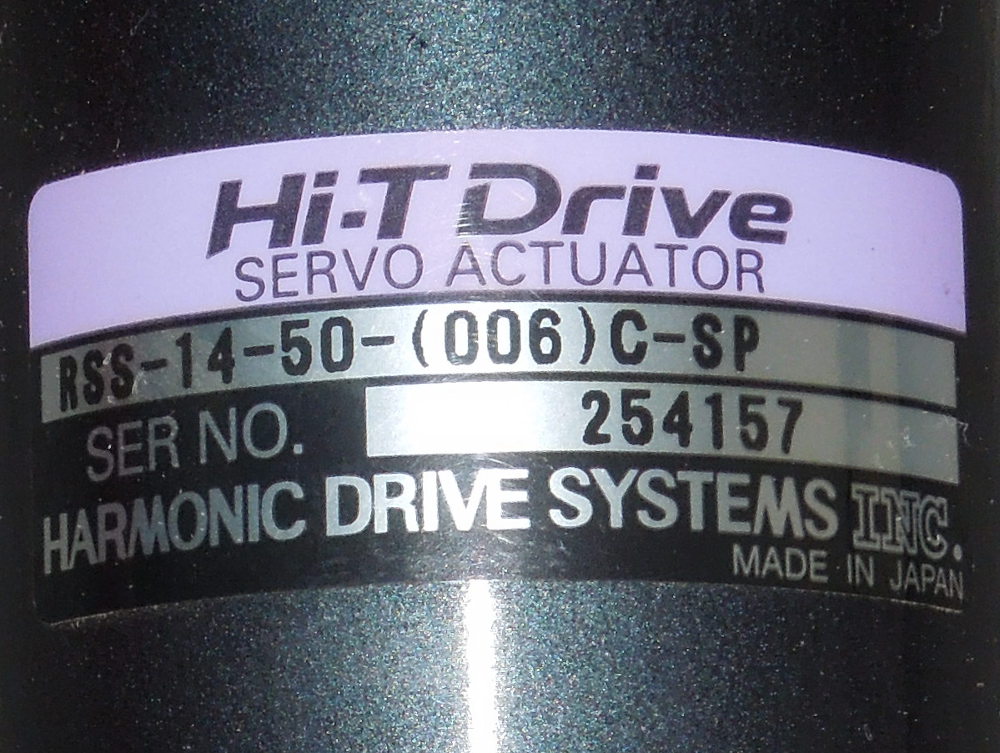 Hi-T Drive
SERVO ACTUATOR
RSS-14-50-(006)C-SP
SER NO. 254157
HARMONIC DRIVE SYSTEMS INC.
MADE IN JAPAN